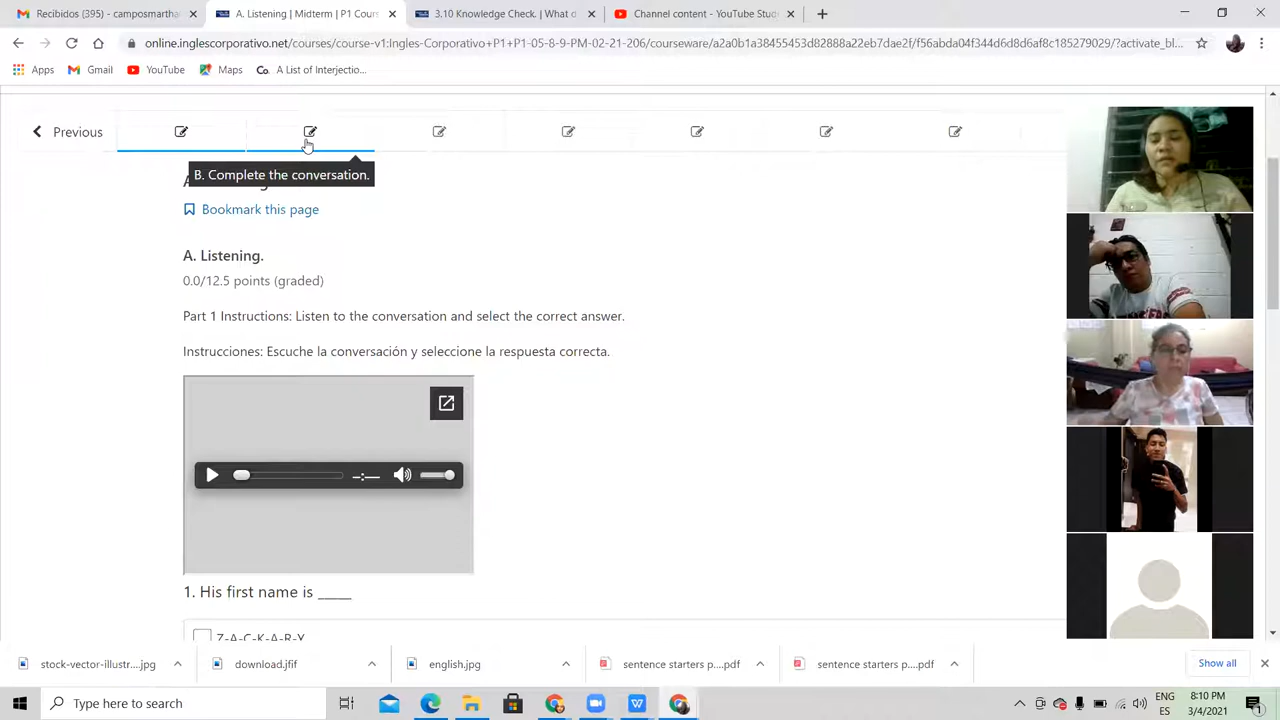 Recibidos (395) - camposmartha
A. Listening | Midterm | P1 Cours
3.10 Knowledge Check. | What d
Channel content - YouTube Stud
online.inglescorporativo.net/courses/course-v1:Ingles-Corporativo+P1+P1-05-8-9-PM-02-21-206/courseware/a2a0b1a38455453d82888a22eb7dae2f/f56abda04f344d6d8d6af8c185279029/?activate_bl...
Apps
Gmail
YouTube
Maps
Co.
A List of Interjectio...
Previous
B. Complete the conversation.
Bookmark this page
A. Listening.
0.0/12.5 points (graded)
Part 1 Instructions: Listen to the conversation and select the correct answer.
Instrucciones: Escuche la conversación y seleccione la respuesta correcta.
--:--
1. His first name is _____
Z-A-C-K-A-R-Y
stock-vector-illustr....jpg
download.jfif
english.jpg
sentence starters p....pdf
sentence starters p....pdf
Show all
Type here to search
ENG
ES
8:10 PM
3/4/2021
1